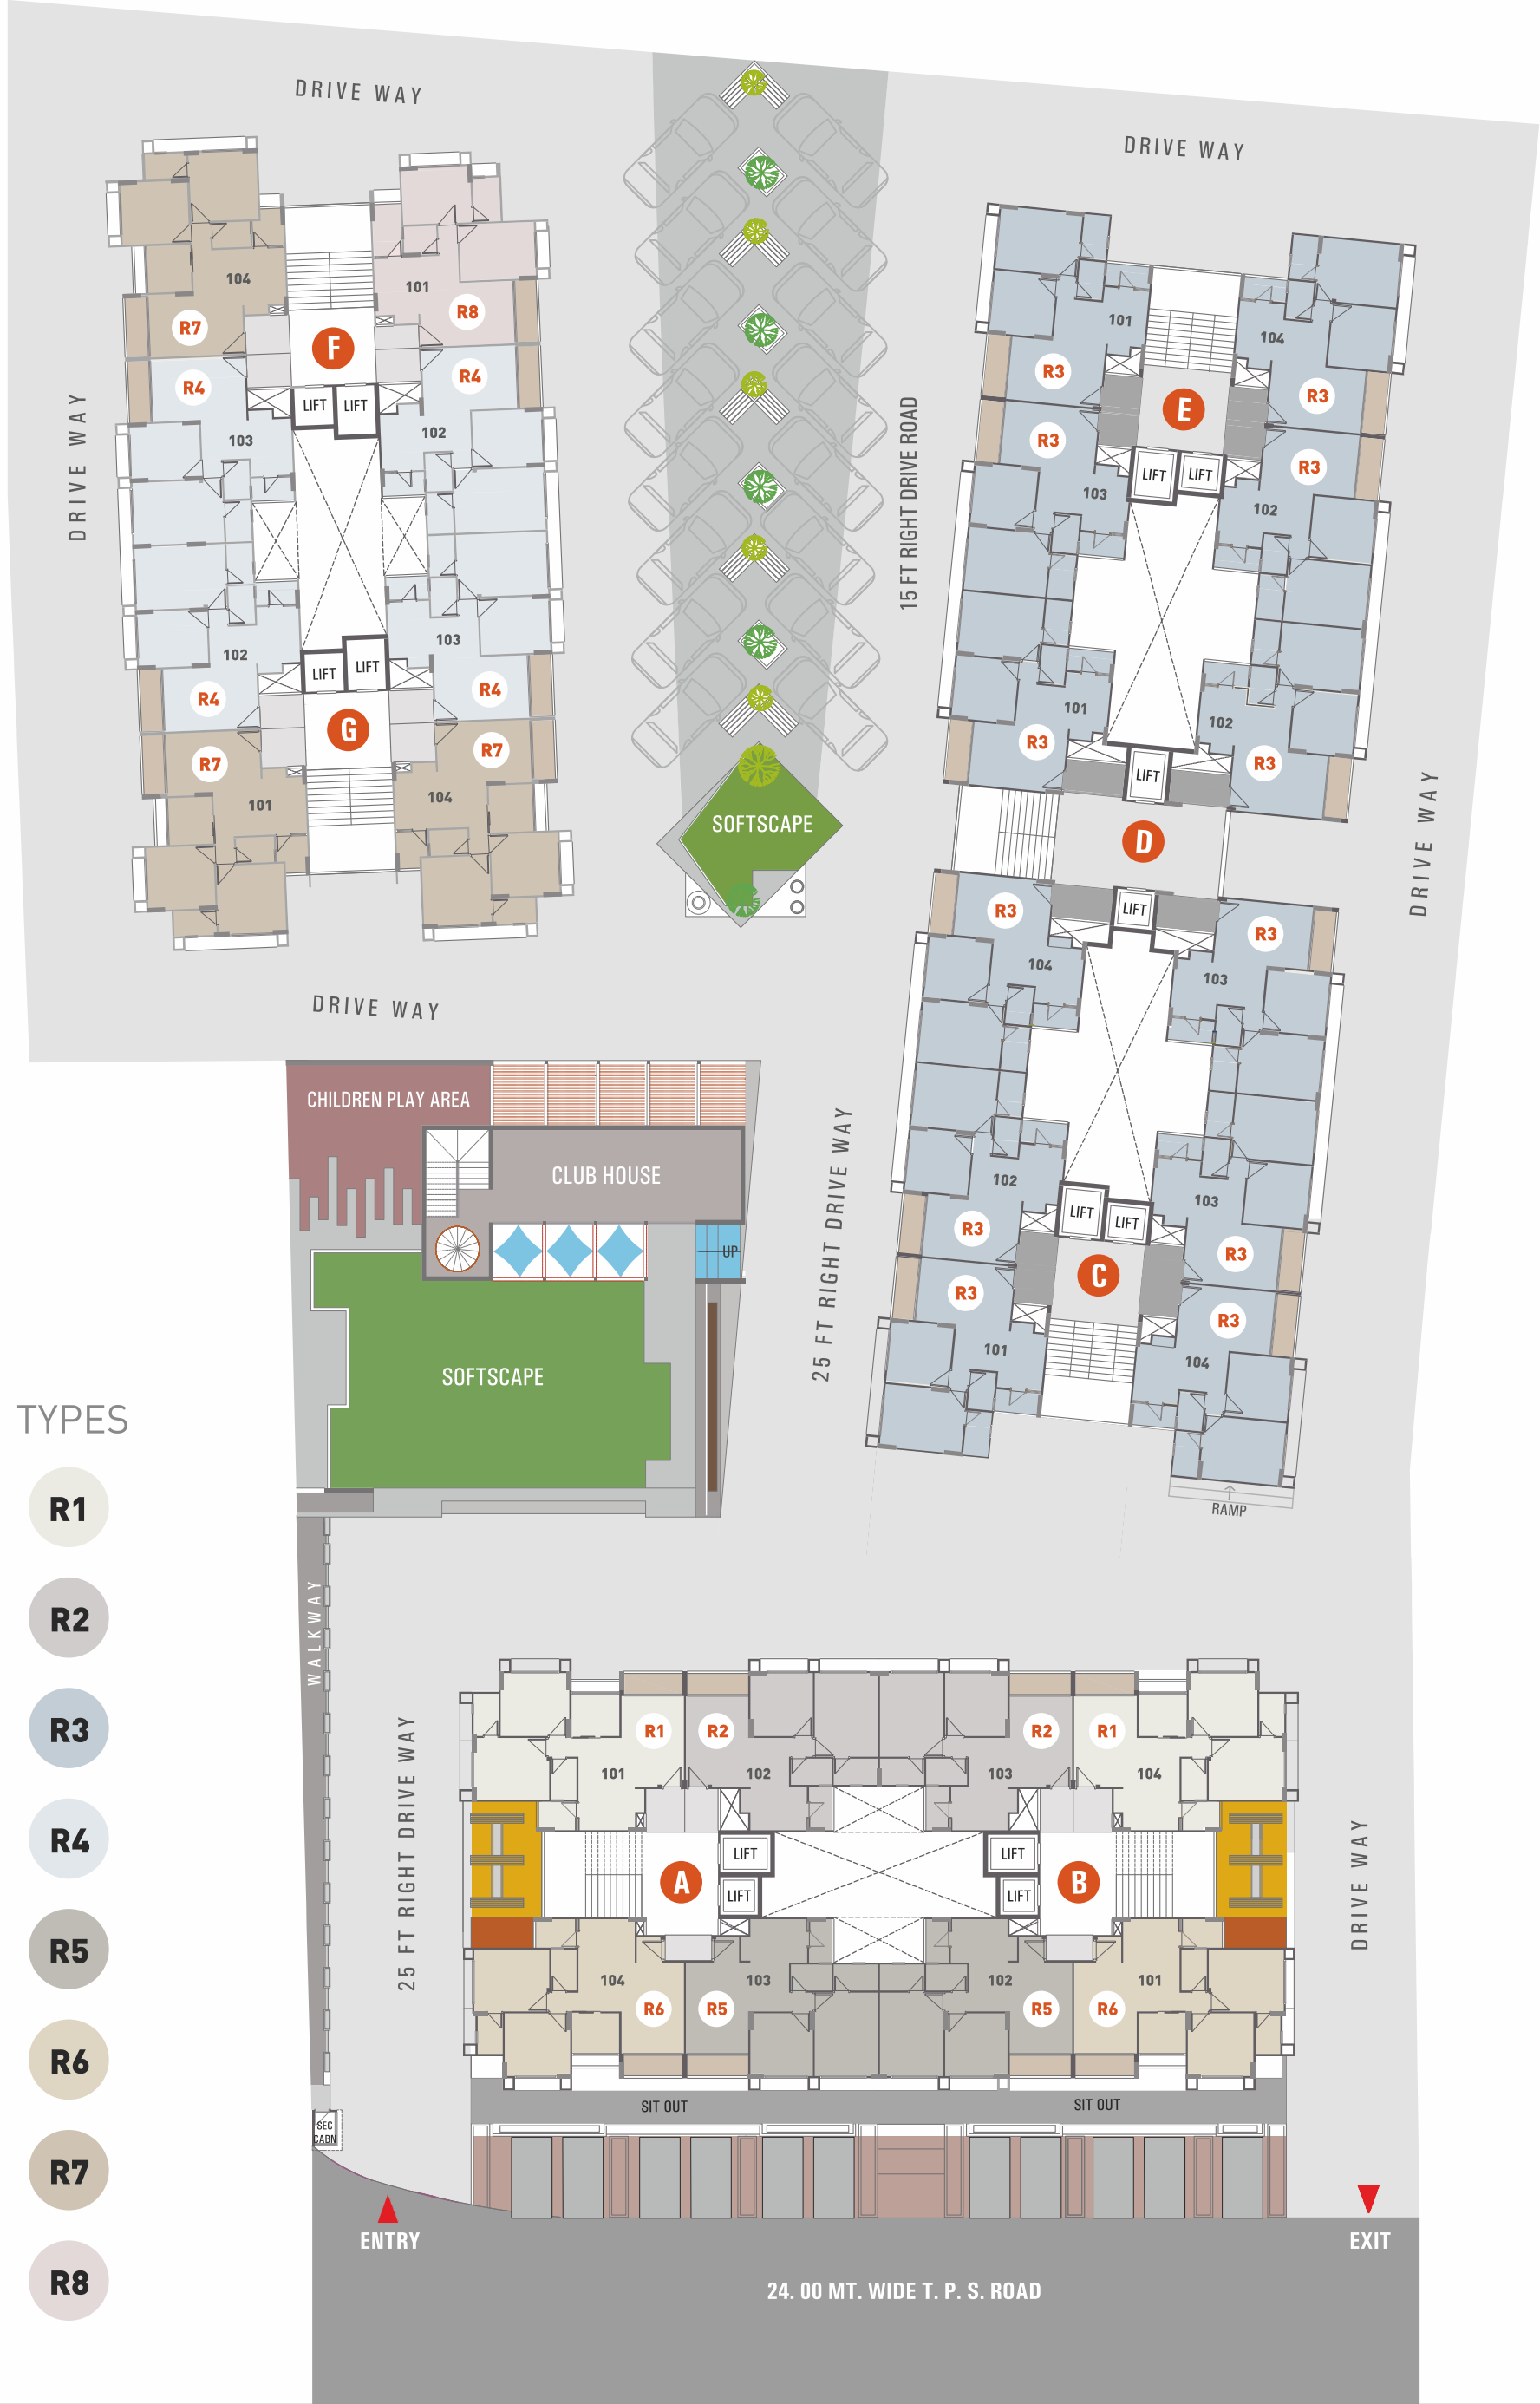 DRIVE WAY
DRIVE WAY
104
101
R8
R7
F
R4
R4
LIFT
LIFT
103
102
DRIVE WAY
102
103
LIFT
LIFT
R4
R4
G
R7
R7
101
104
DRIVE WAY
15 FT RIGHT DRIVE ROAD
SOFTSCAPE
101
104
R3
R3
E
R3
R3
LIFT
LIFT
103
102
101
102
R3
R3
LIFT
D
DRIVE WAY
LIFT
R3
R3
104
103
102
103
LIFT
LIFT
R3
R3
C
R3
R3
101
104
RAMP
25 FT RIGHT DRIVE WAY
CHILDREN PLAY AREA
CLUB HOUSE
UP
SOFTSCAPE
TYPES
R1
R2
R3
R4
R5
R6
R7
R8
WALKWAY
25 FT RIGHT DRIVE WAY
R1
R2
R2
R1
101
102
103
104
LIFT
LIFT
A
B
LIFT
LIFT
104
103
102
101
R6
R5
R5
R6
DRIVE WAY
SIT OUT
SIT OUT
SEC
CABN
ENTRY
EXIT
24. 00 MT. WIDE T. P. S. ROAD